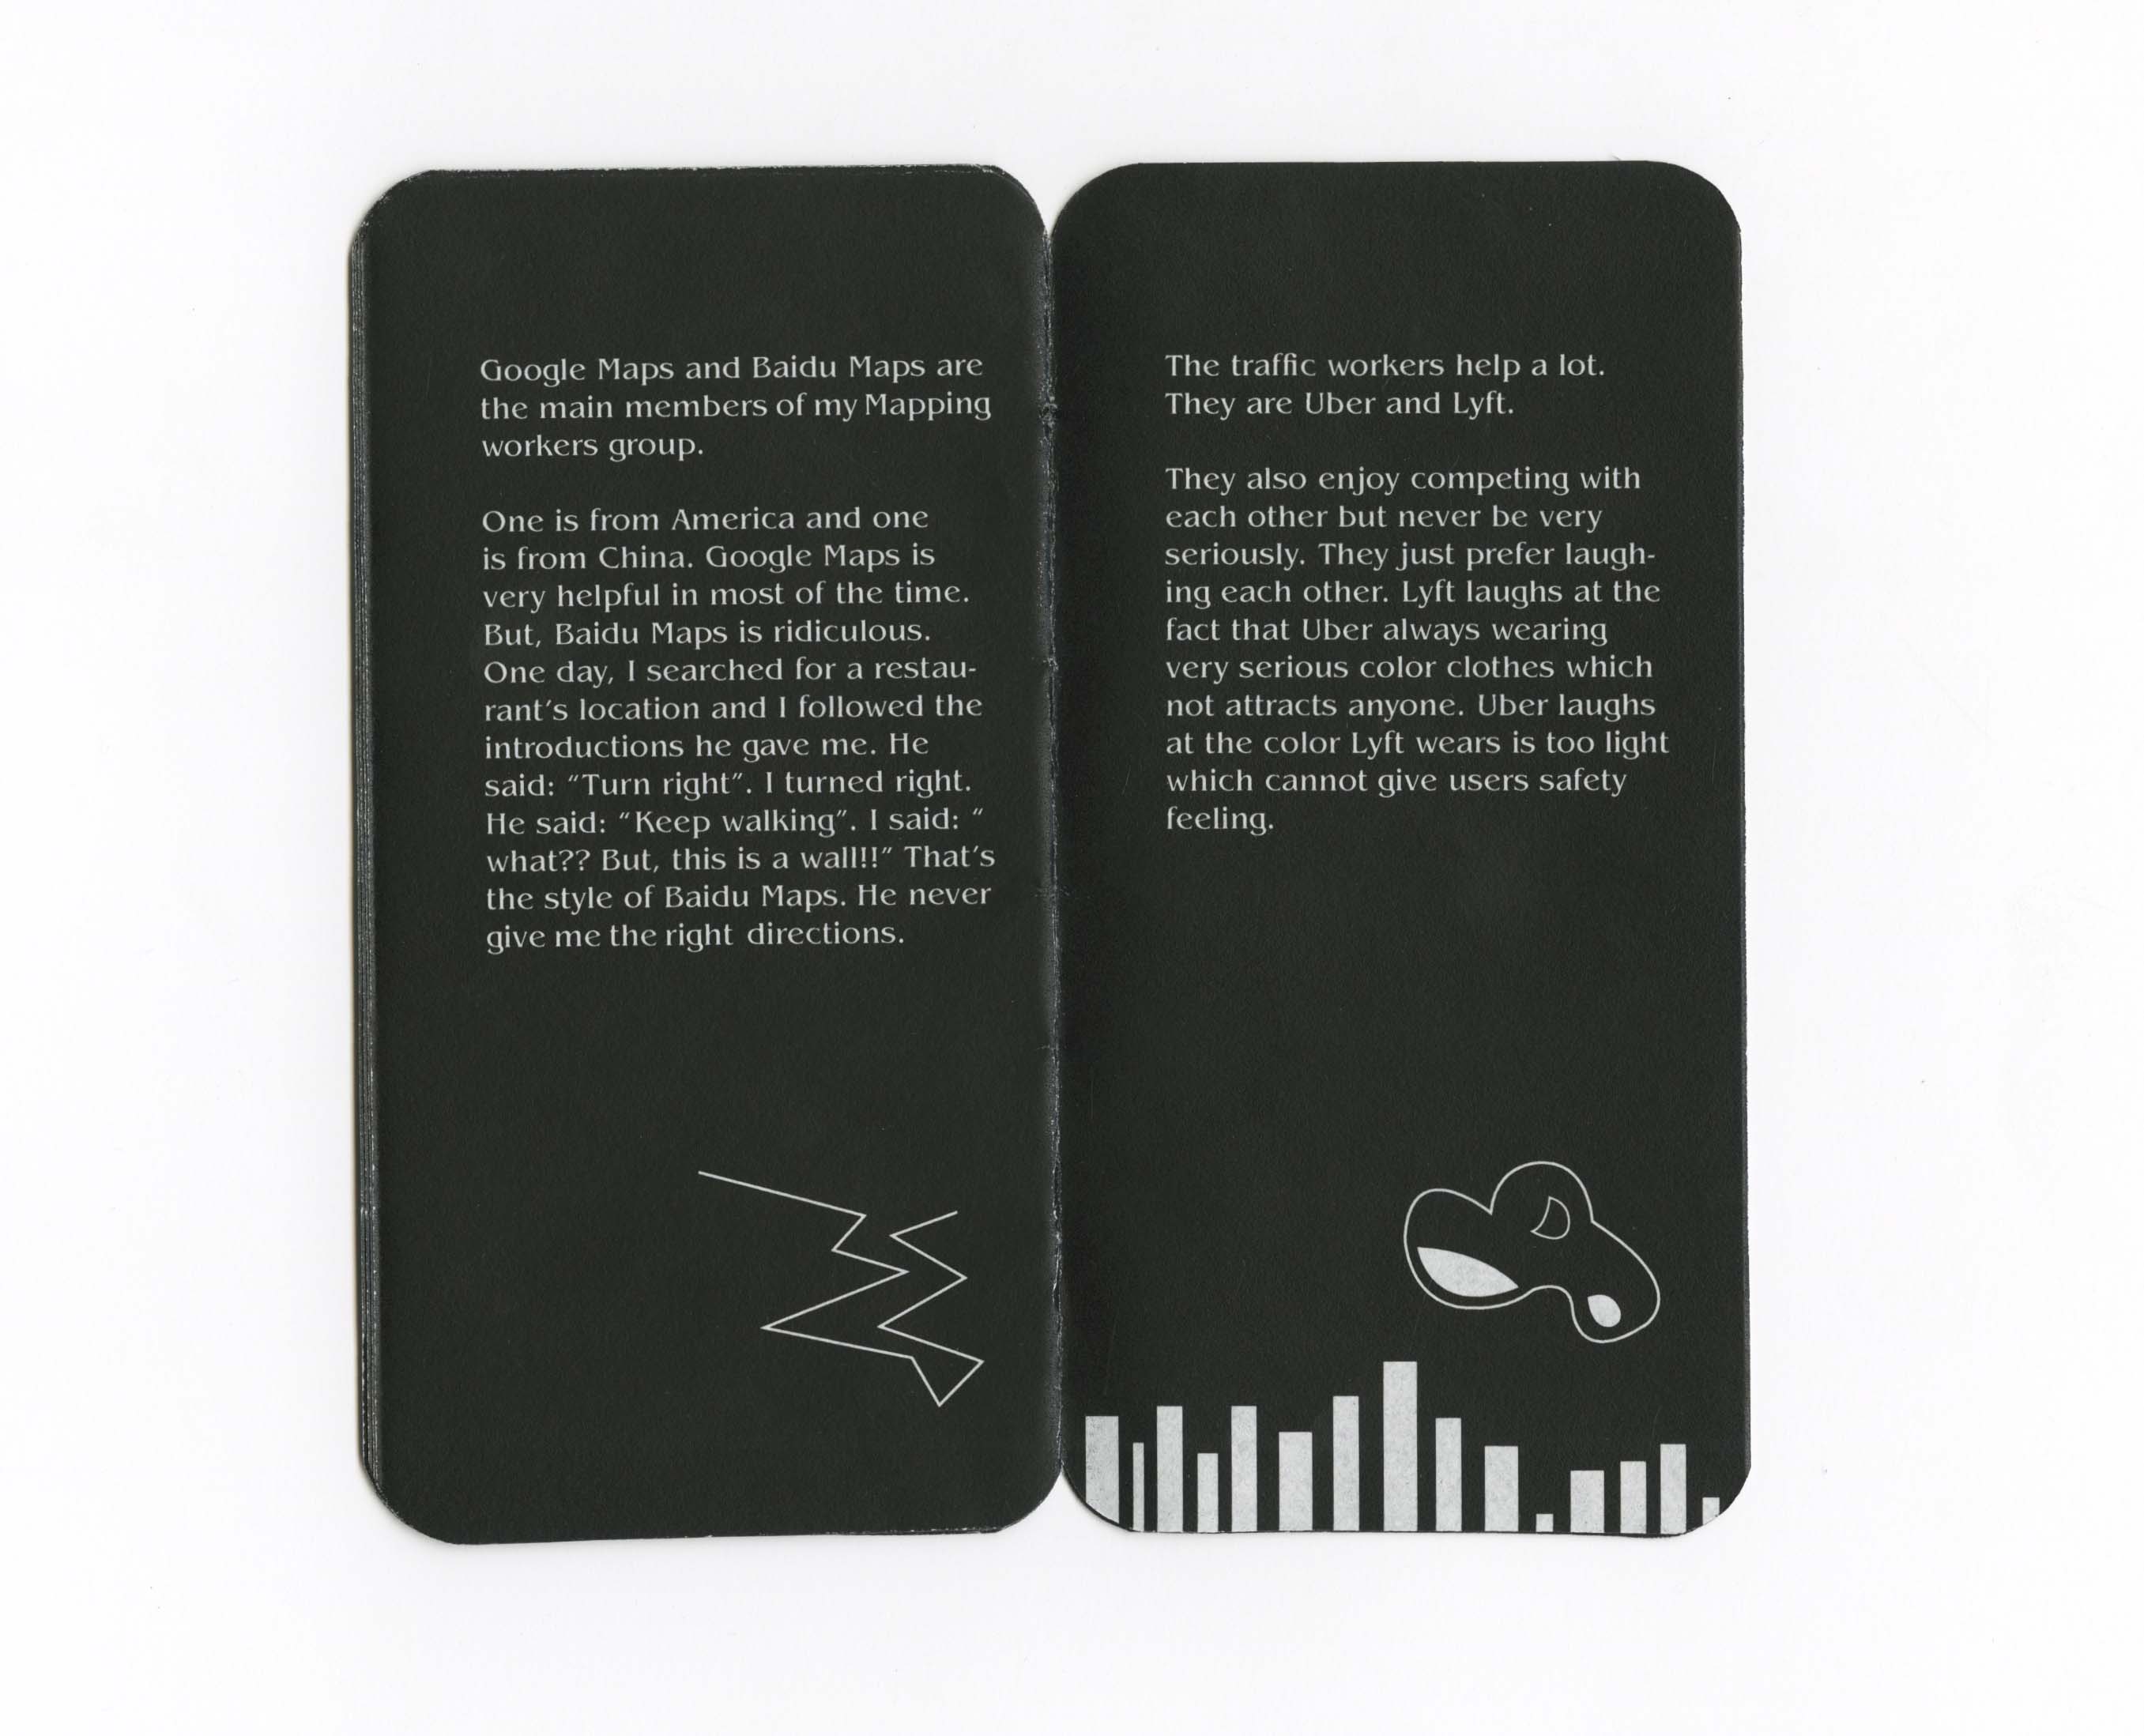 Google Maps and Baidu Maps are
the main members of my Mapping
workers group.
One is from America and one
is from China. Google Maps is
very helpful in most of the time.
But, Baidu Maps is ridiculous.
One day, I searched for a restau-
rant's location and I followed the
introductions he gave me. He
said: "Turn right". I turned right.
He said: "Keep walking". I said: "
what?? But, this is a wall!!" That's
the style of Baidu Maps. He never
give me the right directions.
The traffic workers help a lot.
They are Uber and Lyft.
They also enjoy competing with
each other but never be very
seriously. They just prefer laugh-
ing each other. Lyft laughs at the
fact that Uber always wearing
very serious color clothes which
not attracts anyone. Uber laughs
at the color Lyft wears is too light
which cannot give users safety
feeling.